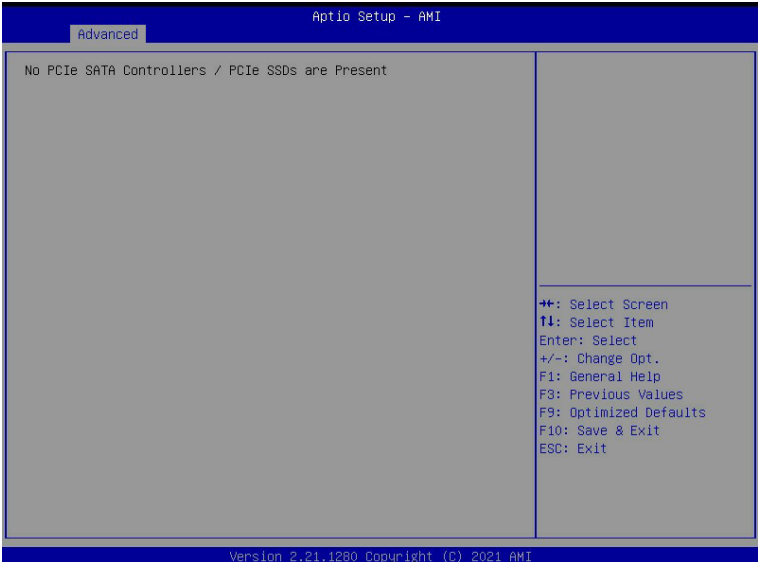 Aptio Setup – AMI
Advanced
No PCIe SATA Controllers / PCIe SSDs are Present
→←: Select Screen
↑↓: Select Item
Enter: Select
+/-: Change Opt.
F1: General Help
F3: Previous Values
F9: Optimized Defaults
F10: Save & Exit
ESC: Exit
Version 2.21.1280 Copyright (C) 2021 AMI